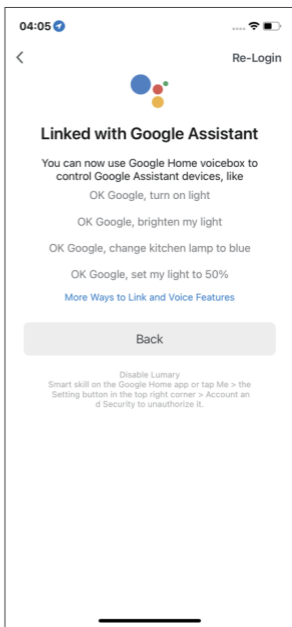 04:05
Re-Login
Linked with Google Assistant
You can now use Google Home voicebox to
control Google Assistant devices, like
OK Google, turn on light
OK Google, brighten my light
OK Google, change kitchen lamp to blue
OK Google, set my light to 50%
More Ways to Link and Voice Features
Back
Disable Lumary
Smart skill on the Google Home app or tap Me > the
Setting button in the top right corner > Account an
d Security to unauthorize it.